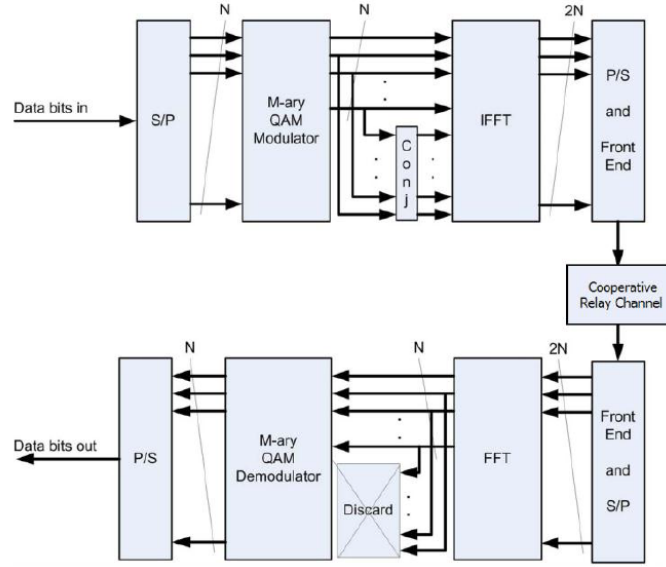 N
N
2N
Data bits in
S/P
M-ary
QAM
Modulator
Conj
IFFT
P/S
and
Front
End
Cooperative
Relay Channel
N
N
2N
Data bits out
P/S
M-ary
QAM
Demodulator
Discard
FFT
Front
End
and
S/P